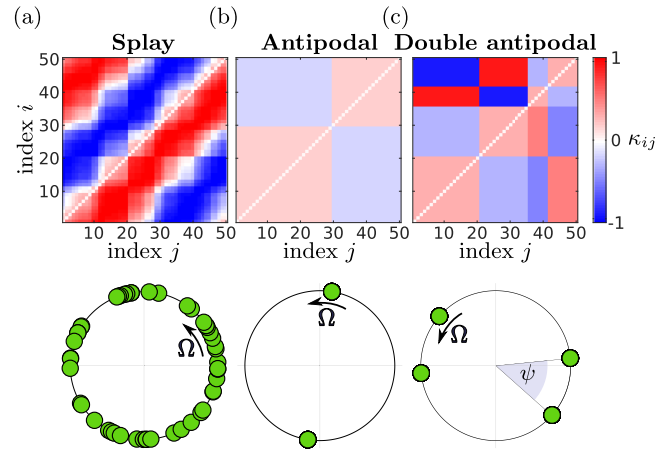 (a) (b) (c)
Splay Antipodal Double antipodal
50 1
40
30
20
10
index i 0 κij
-1
10 20 30 40 50 10 20 30 40 50 10 20 30 40 50
index j index j index j
Ω Ω Ω
ψ